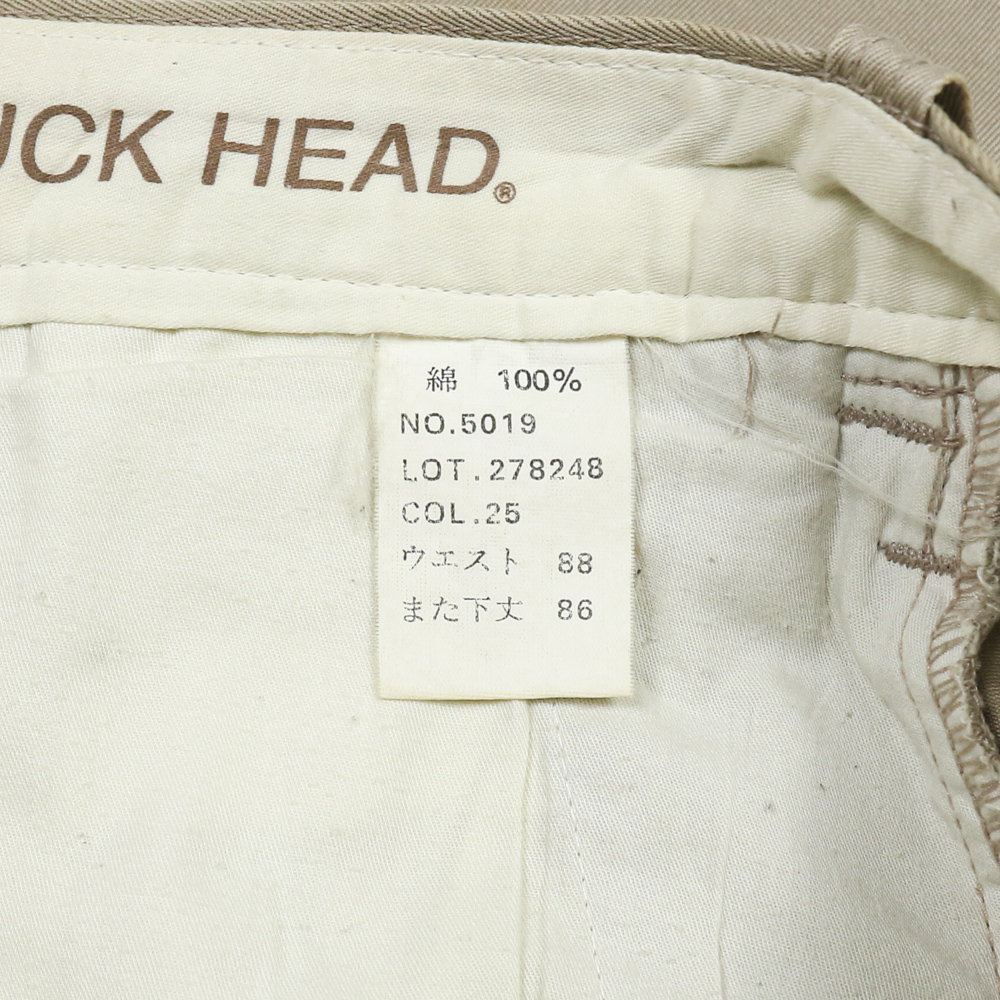 UCK HEAD.®
綿 100%
NO.5019
LOT.278248
COL.25
ウエスト 88
また下丈 86